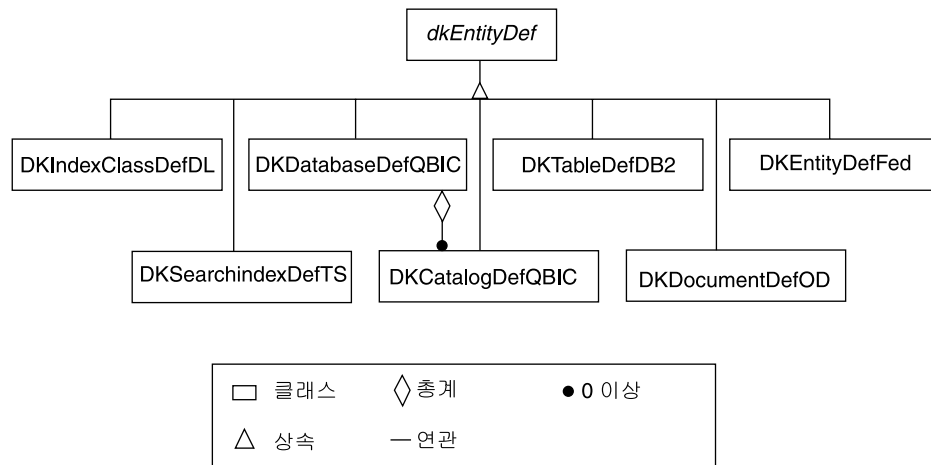 dkEntityDef
DKIndexClassDefDL
DKDatabaseDefQBIC
DKTableDefDB2
DKEntityDefFed
DKSearchindexDefTS
DKCatalogDefQBIC
DKDocumentDefOD
클래스
총계
0 이상
상속
연관